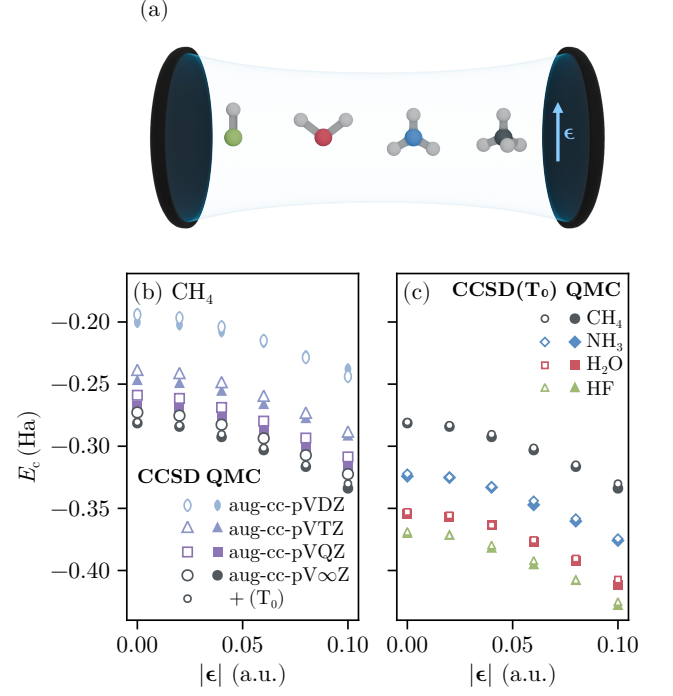 (a)
ϵ
(b) CH₄
−0.20
−0.25
−0.30
−0.35
−0.40
E_c (Ha)
CCSD QMC
aug-cc-pVDZ
aug-cc-pVTZ
aug-cc-pVQZ
aug-cc-pV∞Z
+ (T₀)
0.00 0.05 0.10
|ϵ| (a.u.)
(c) CCSD(T₀) QMC
CH₄
NH₃
H₂O
HF
0.00 0.05 0.10
|ϵ| (a.u.)